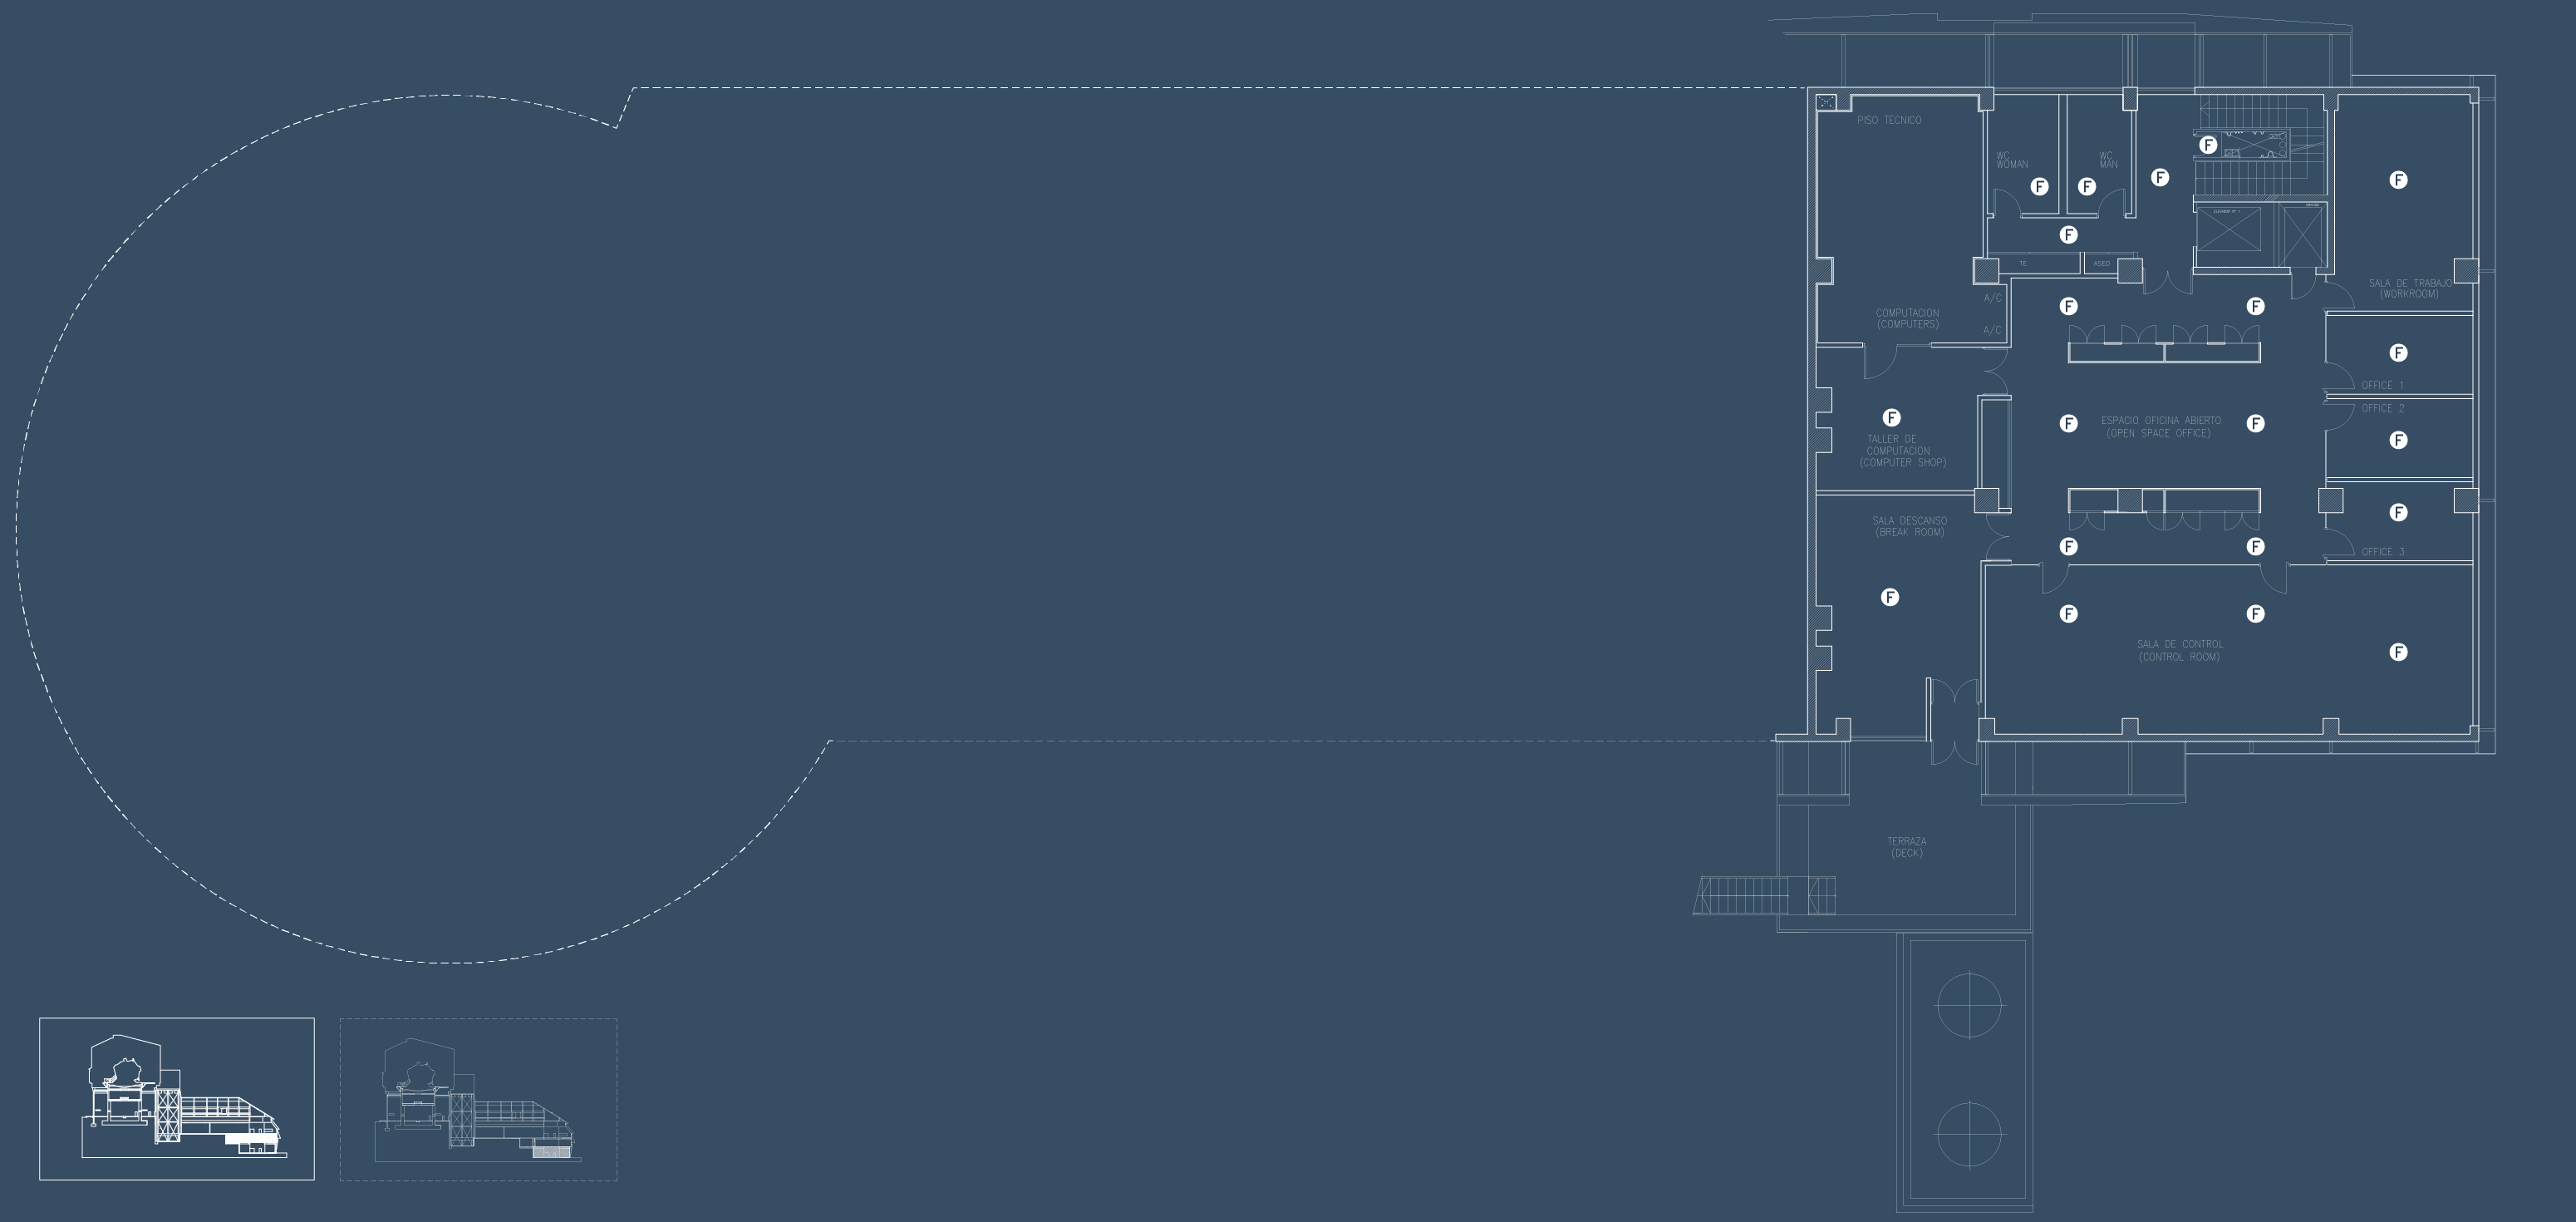 PISO TECNICO
WC
WOMAN
WC
MAN
F
F
F
F
F
F
TE
ASEO
A/C
A/C
COMPUTACION
(COMPUTERS)
SALA DE TRABAJO
(WORKROOM)
F
F
F
OFFICE 1
OFFICE 2
F
TALLER DE
COMPUTACION
(COMPUTER SHOP)
F
F
ESPACIO OFICINA ABIERTO
(OPEN SPACE OFFICE)
F
F
SALA DESCANSO
(BREAK ROOM)
F
OFFICE 3
F
F
F
F
F
SALA DE CONTROL
(CONTROL ROOM)
F
TERRAZA
(DECK)